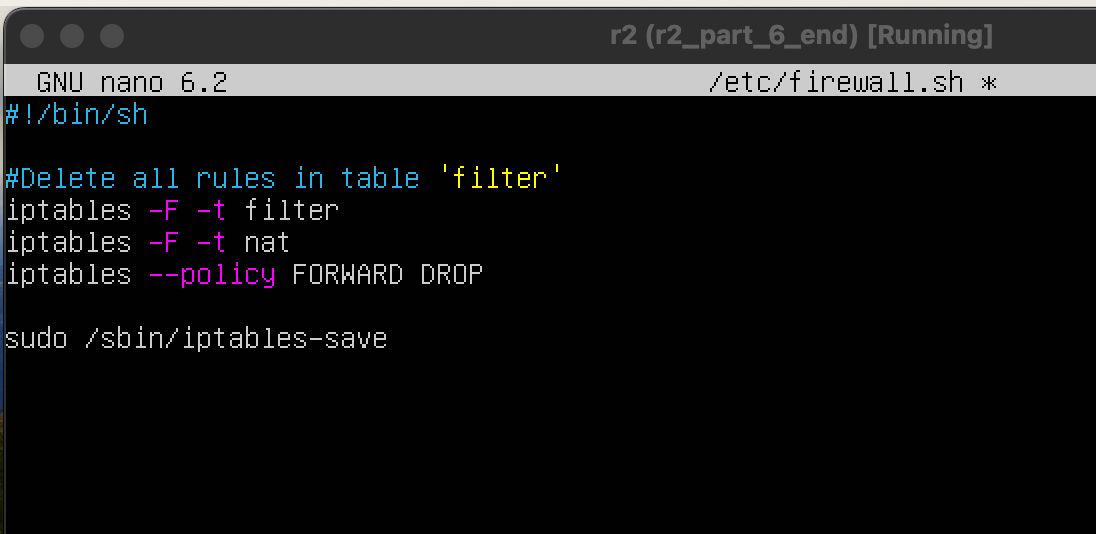 r2 (r2_part_6_end) [Running]
GNU nano 6.2 /etc/firewall.sh *
#!/bin/sh
#Delete all rules in table 'filter'
iptables -F -t filter
iptables -F -t nat
iptables --policy FORWARD DROP
sudo /sbin/iptables-save